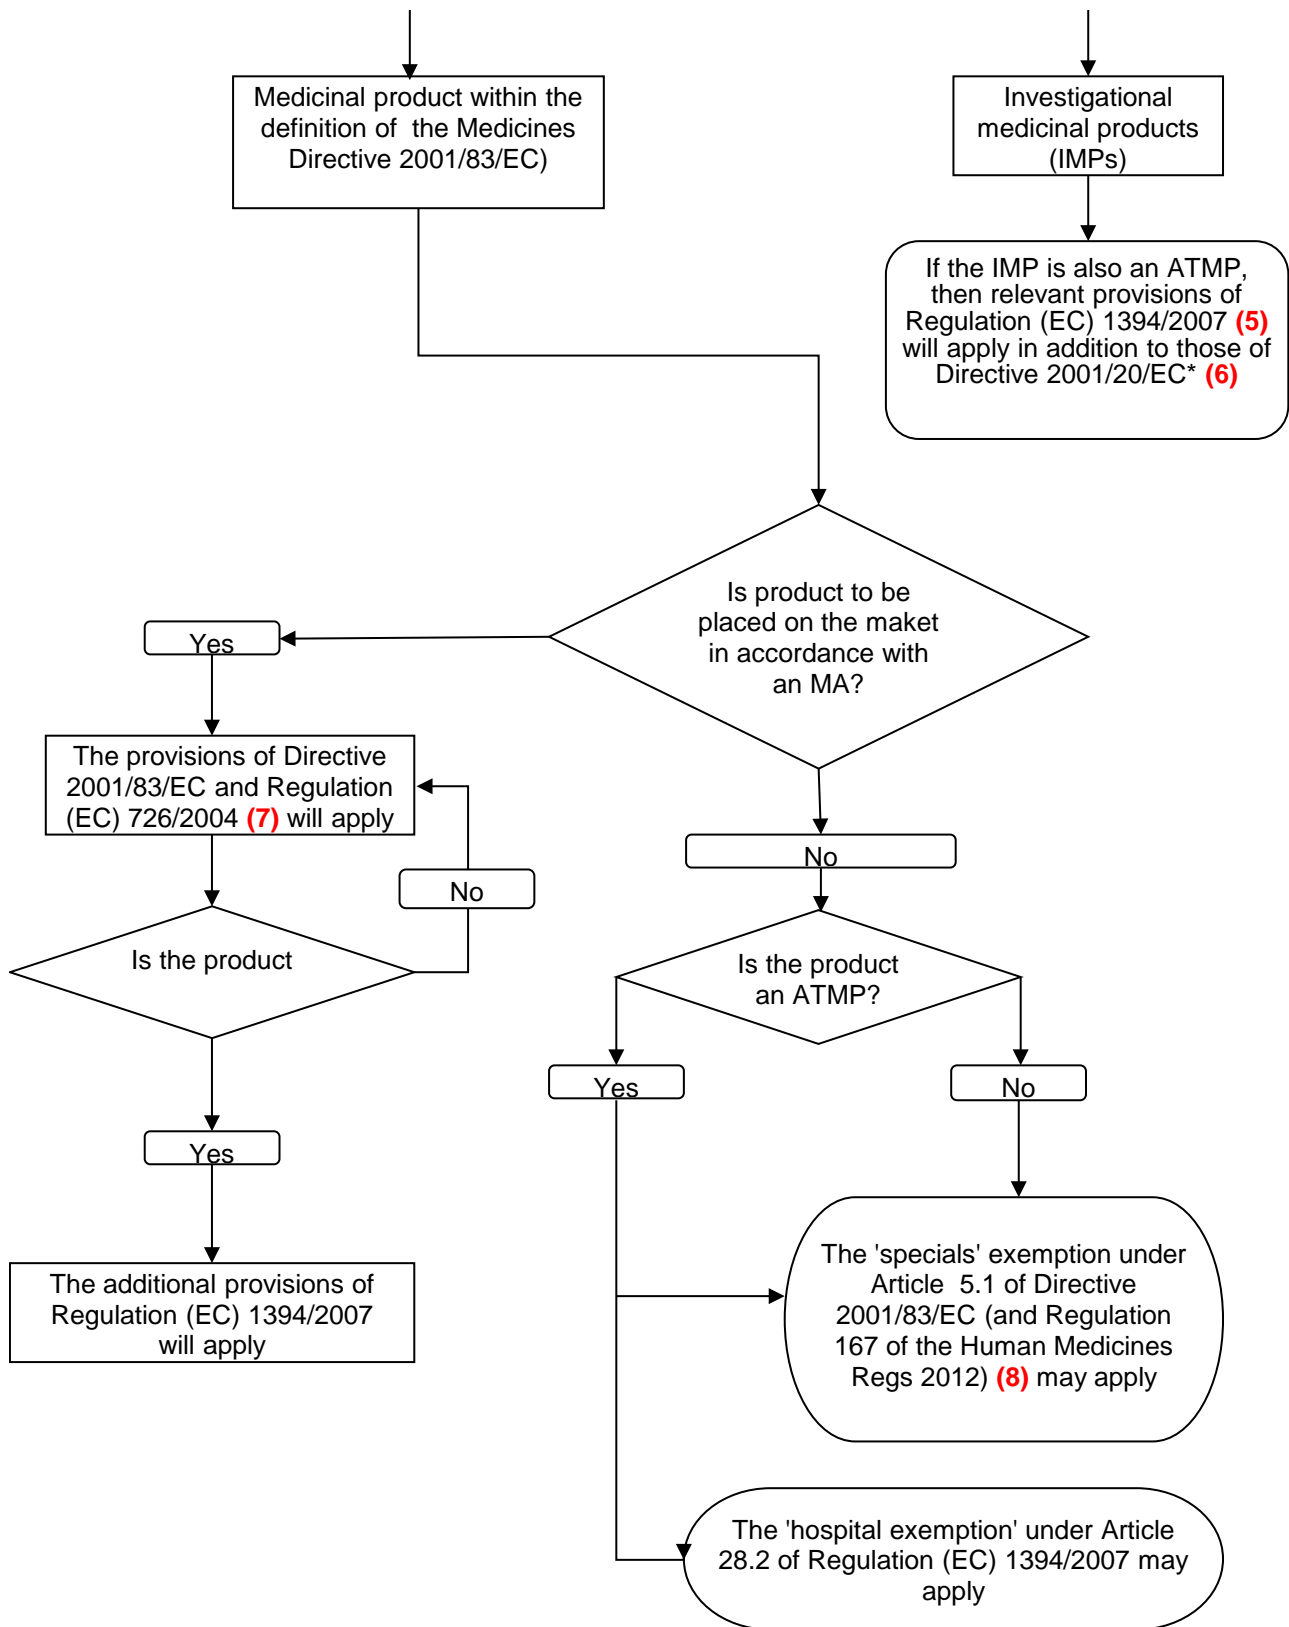 Medicinal product within the
definition of  the Medicines
Directive 2001/83/EC)
Investigational
medicinal products
(IMPs)
If the IMP is also an ATMP,
then relevant provisions of
Regulation (EC) 1394/2007 (5)
will apply in addition to those of
Directive 2001/20/EC* (6)
Is product to be
placed on the maket
in accordance with
an MA?
Yes
The provisions of Directive
2001/83/EC and Regulation
(EC) 726/2004 (7) will apply
No
No
Is the product
Is the product
an ATMP?
Yes
No
Yes
The additional provisions of
Regulation (EC) 1394/2007
will apply
The 'specials' exemption under
Article  5.1 of Directive
2001/83/EC (and Regulation
167 of the Human Medicines
Regs 2012) (8) may apply
The 'hospital exemption' under Article
28.2 of Regulation (EC) 1394/2007 may
apply